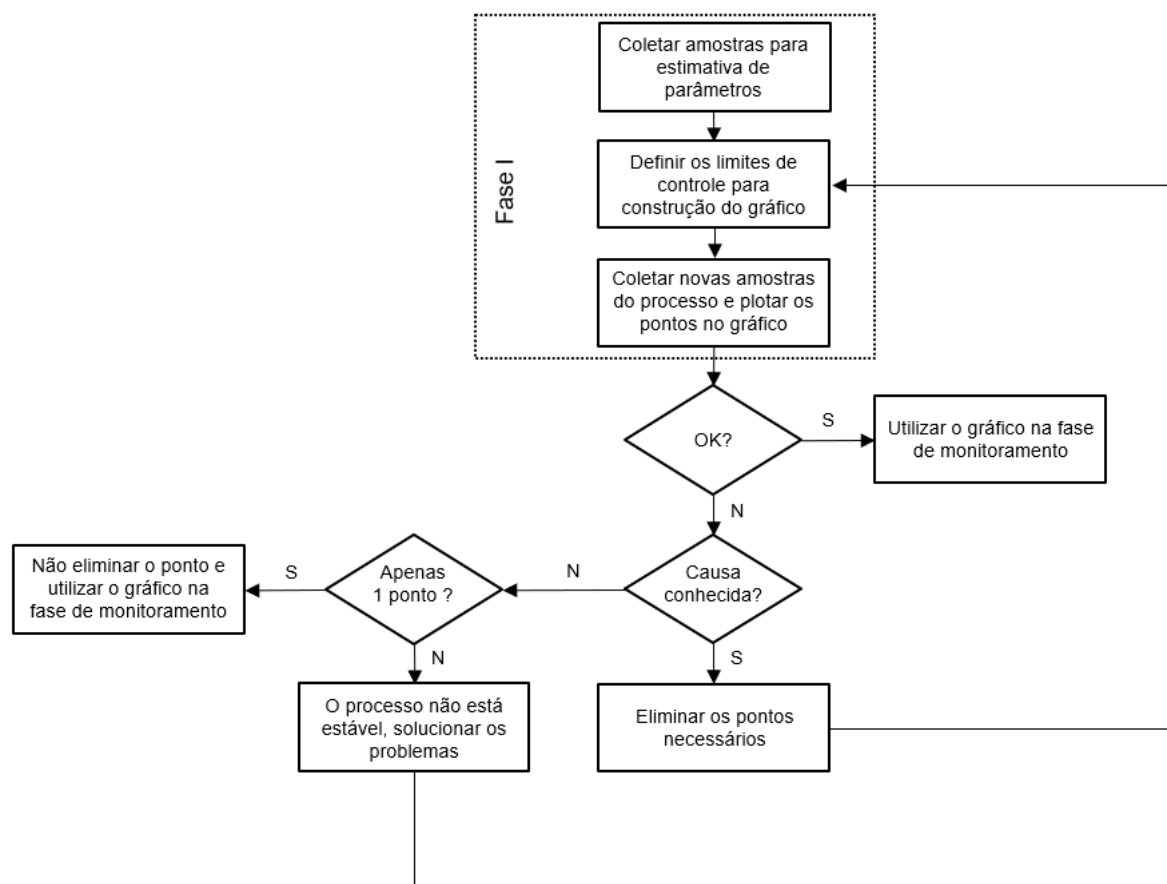 Coletar amostras para
estimativa de
parâmetros
Fase I
Definir os limites de
controle para
construção do gráfico
Coletar novas amostras
do processo e plotar os
pontos no gráfico
OK?
S
Utilizar o gráfico na fase
de monitoramento
N
Causa
conhecida?
N
Apenas
1 ponto ?
S
Não eliminar o ponto e
utilizar o gráfico na
fase de monitoramento
N
O processo não está
estável, solucionar os
problemas
S
Eliminar os pontos
necessários